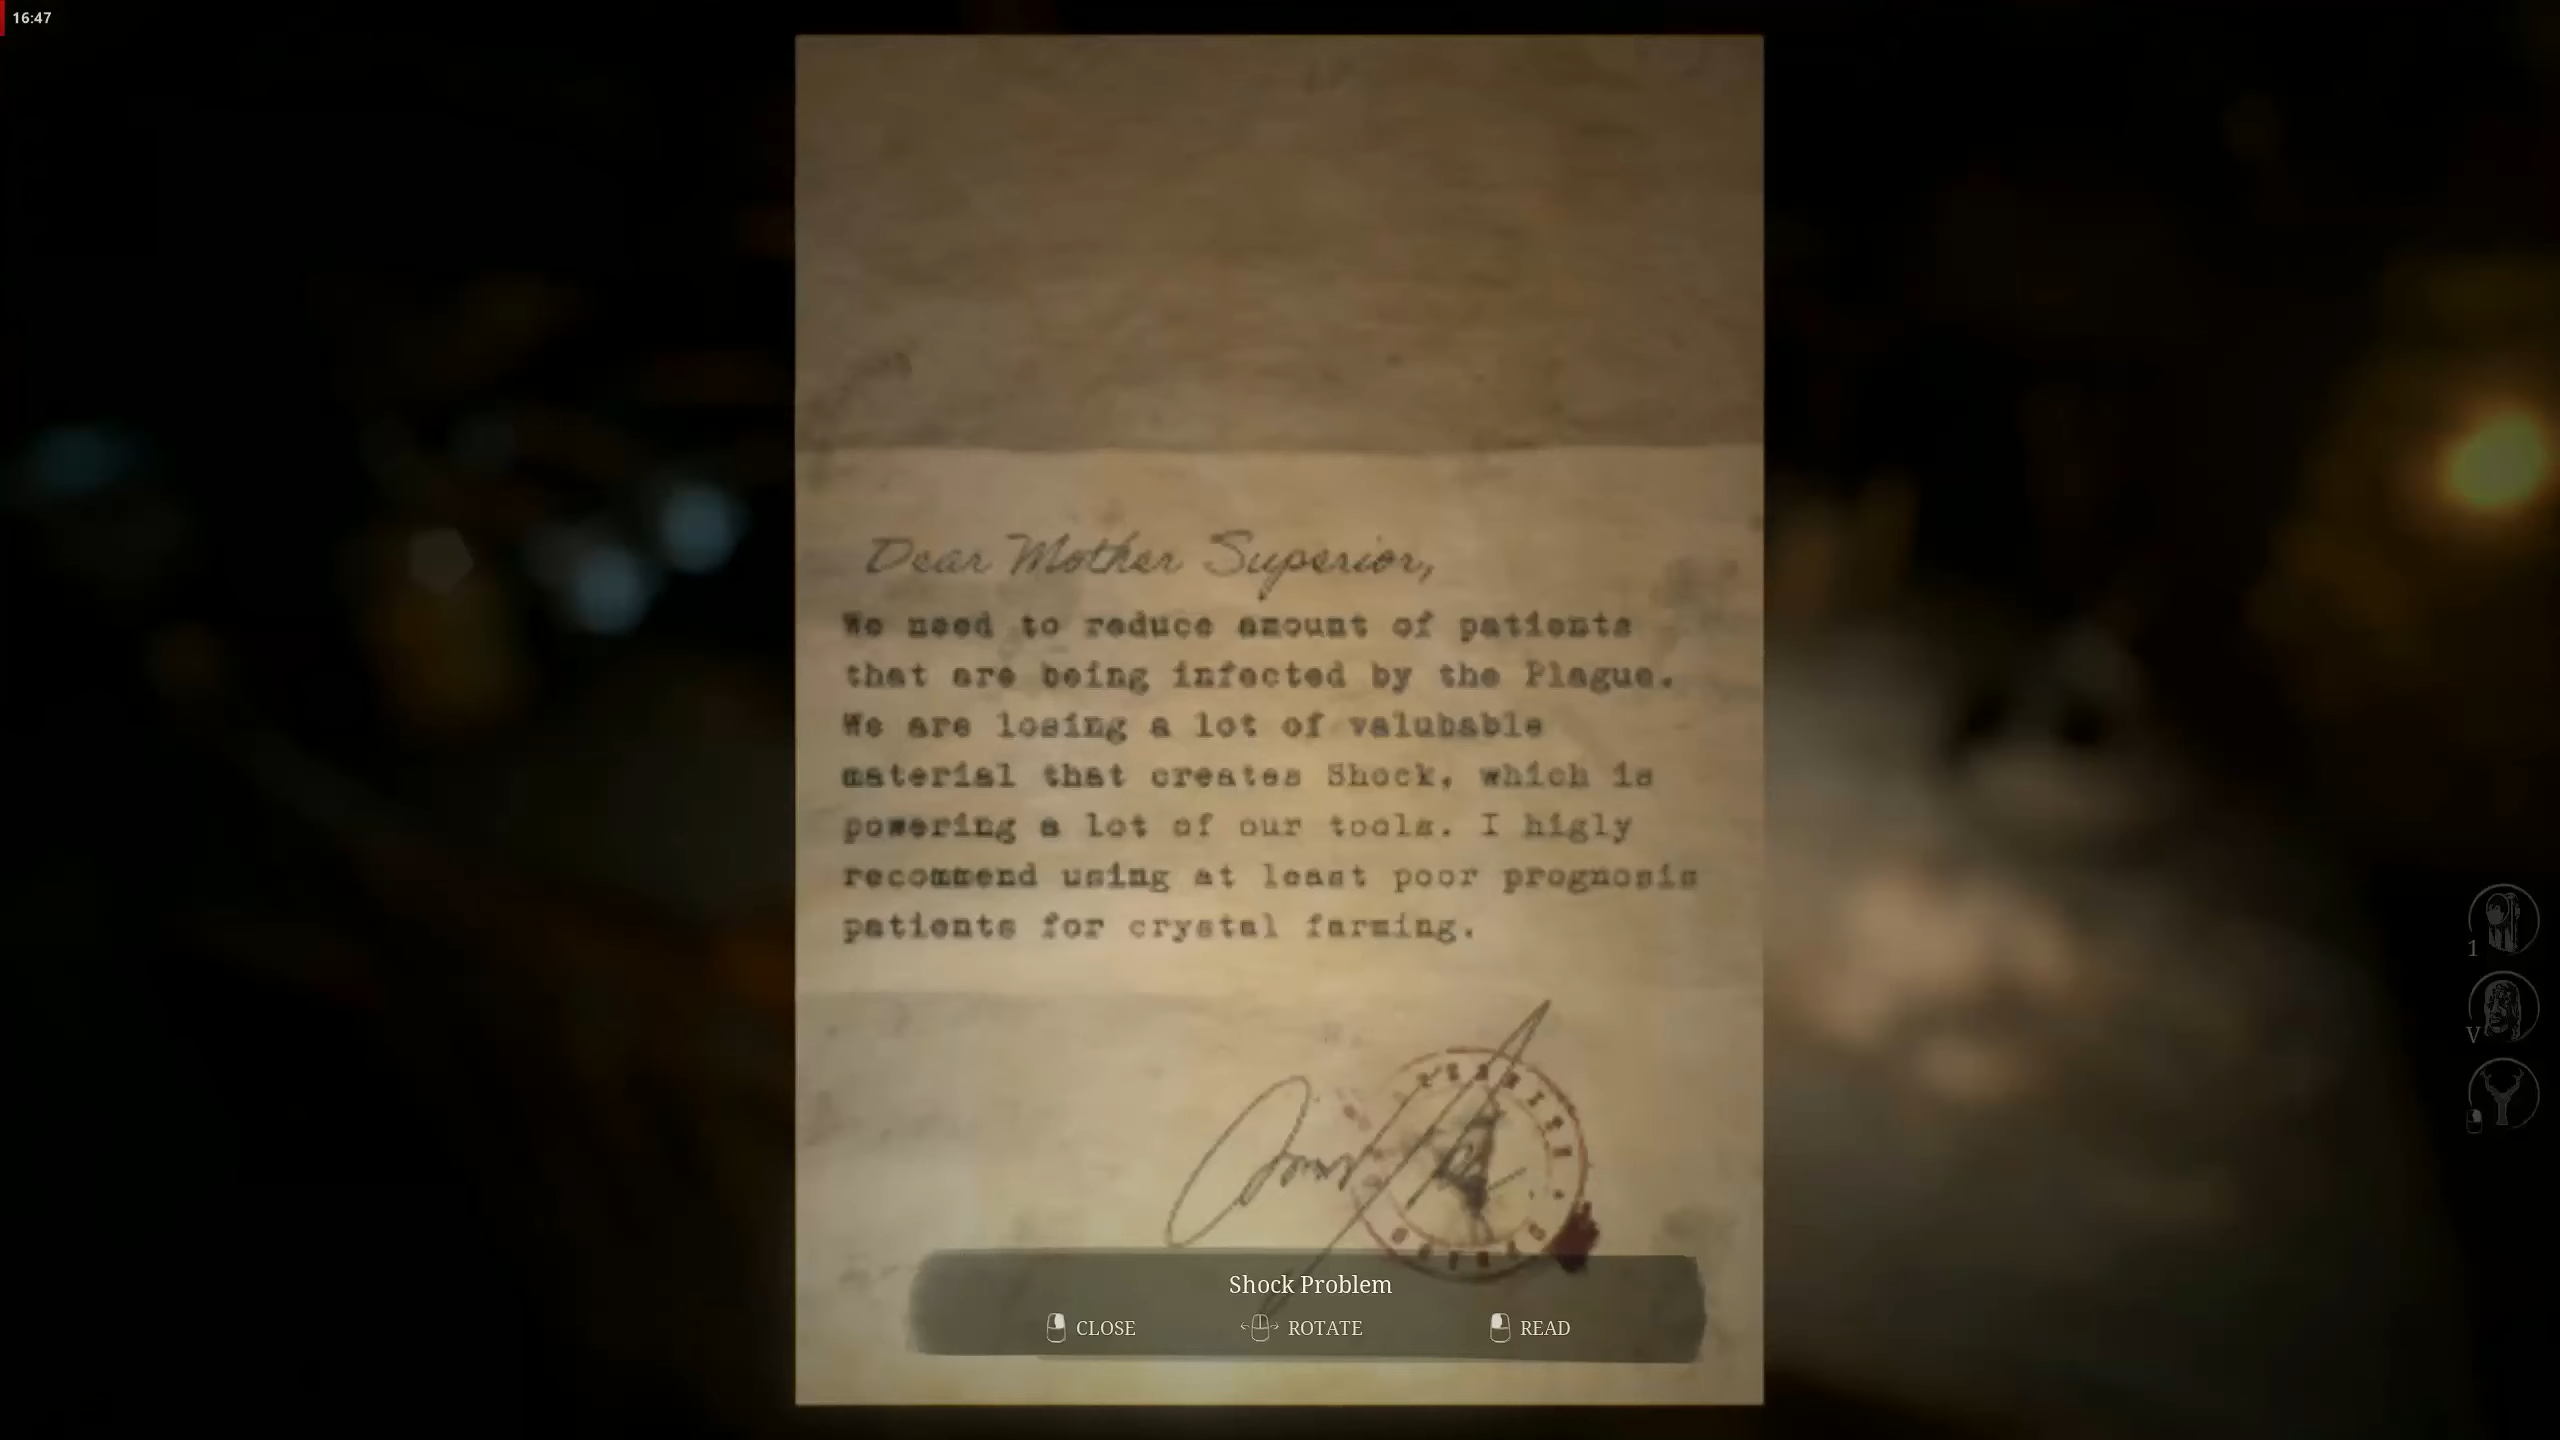 16:47
Dear Mother Superior,
We need to reduce amount of patients
that are being infected by the Plague.
We are losing a lot of valubable
material that creates Shock, which is
powering a lot of our tools. I higly
recommend using at least poor prognosis
patients for crystal farming.
1
V
Shock Problem
CLOSE ROTATE READ